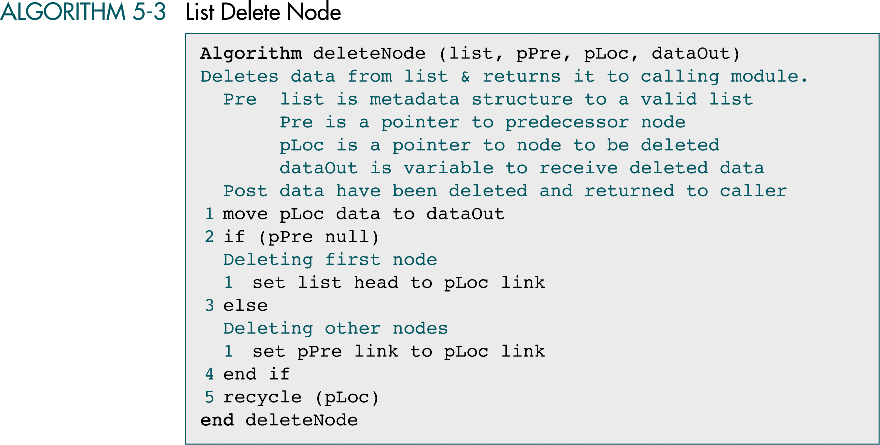 ALGORITHM 5-3 List Delete Node
Algorithm deleteNode (list, pPre, pLoc, dataOut)
Deletes data from list & returns it to calling module.
Pre list is metadata structure to a valid list
Pre is a pointer to predecessor node
pLoc is a pointer to node to be deleted
dataOut is variable to receive deleted data
Post data have been deleted and returned to caller
1 move pLoc data to dataOut
2 if (pPre null)
Deleting first node
1 set list head to pLoc link
3 else
Deleting other nodes
1 set pPre link to pLoc link
4 end if
5 recycle (pLoc)
end deleteNode